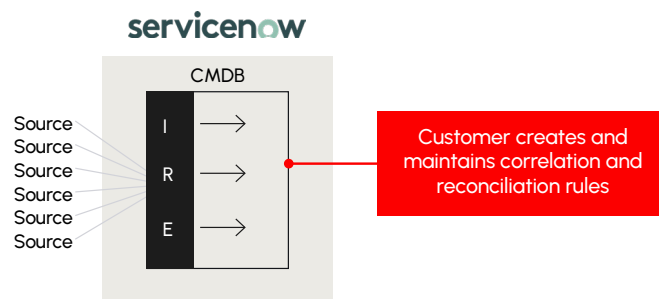 servicenow
CMDB
Source
Source
Source
Source
Source
Source
I
R
E
Customer creates and
maintains correlation and
reconciliation rules